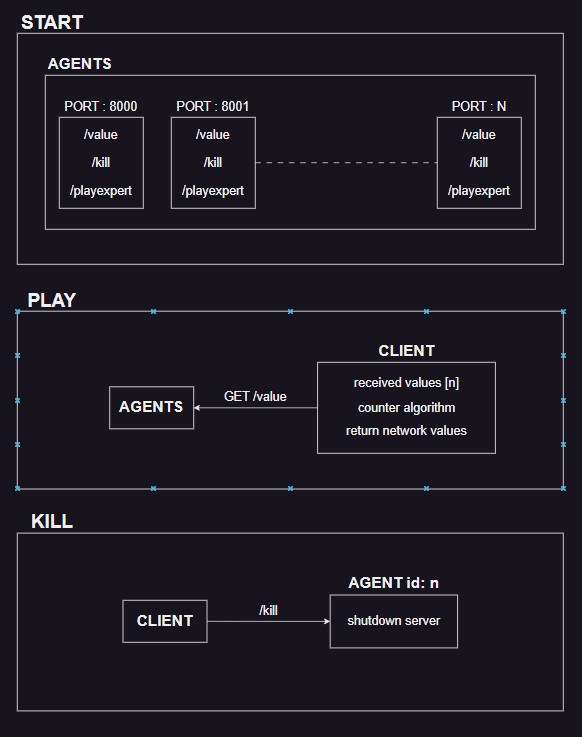 START
AGENTS
PORT : 8000
PORT : 8001
PORT : N
/value
/kill
/playexpert
/value
/kill
/playexpert
/value
/kill
/playexpert
PLAY
CLIENT
AGENTS
GET /value
received values [n]
counter algorithm
return network values
KILL
AGENT id: n
CLIENT
/kill
shutdown server